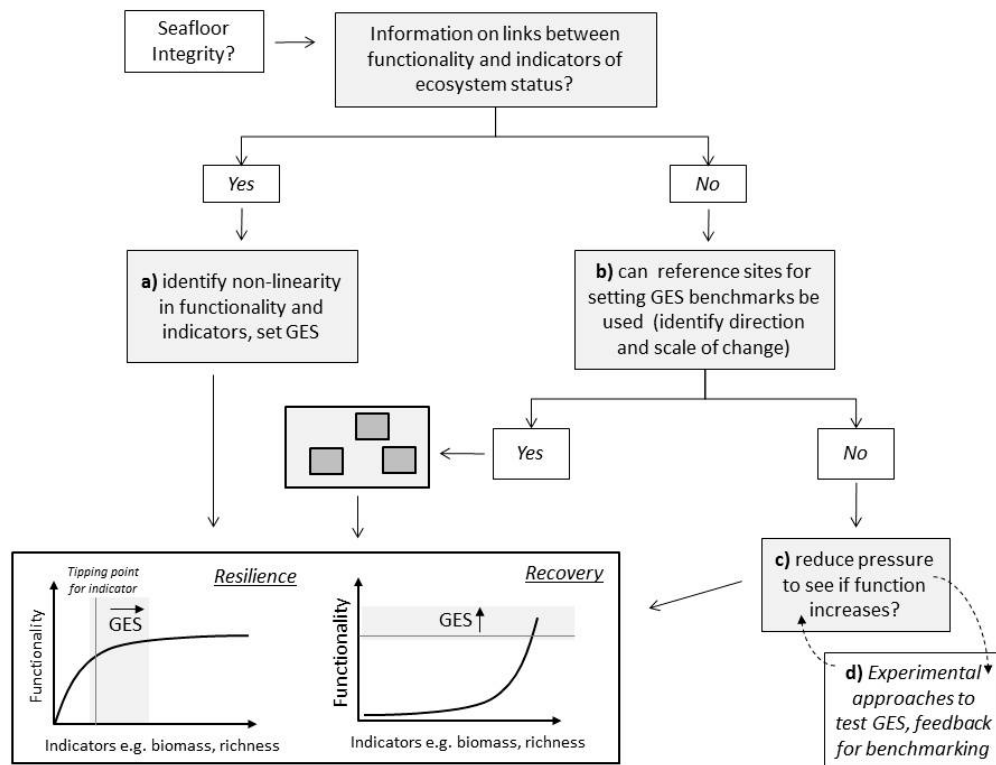 Seafloor
Integrity?
Information on links between
functionality and indicators of
ecosystem status?
Yes
No
a) identify non-linearity
in functionality and
indicators, set GES
b) can reference sites for
setting GES benchmarks be
used (identify direction
and scale of change)
Yes
No
c) reduce pressure
to see if function
increases?
d) Experimental
approaches to
test GES, feedback
for benchmarking
Tipping point
for indicator
Resilience
GES
Functionality
Indicators e.g. biomass, richness
Recovery
GES
Functionality
Indicators e.g. biomass, richness